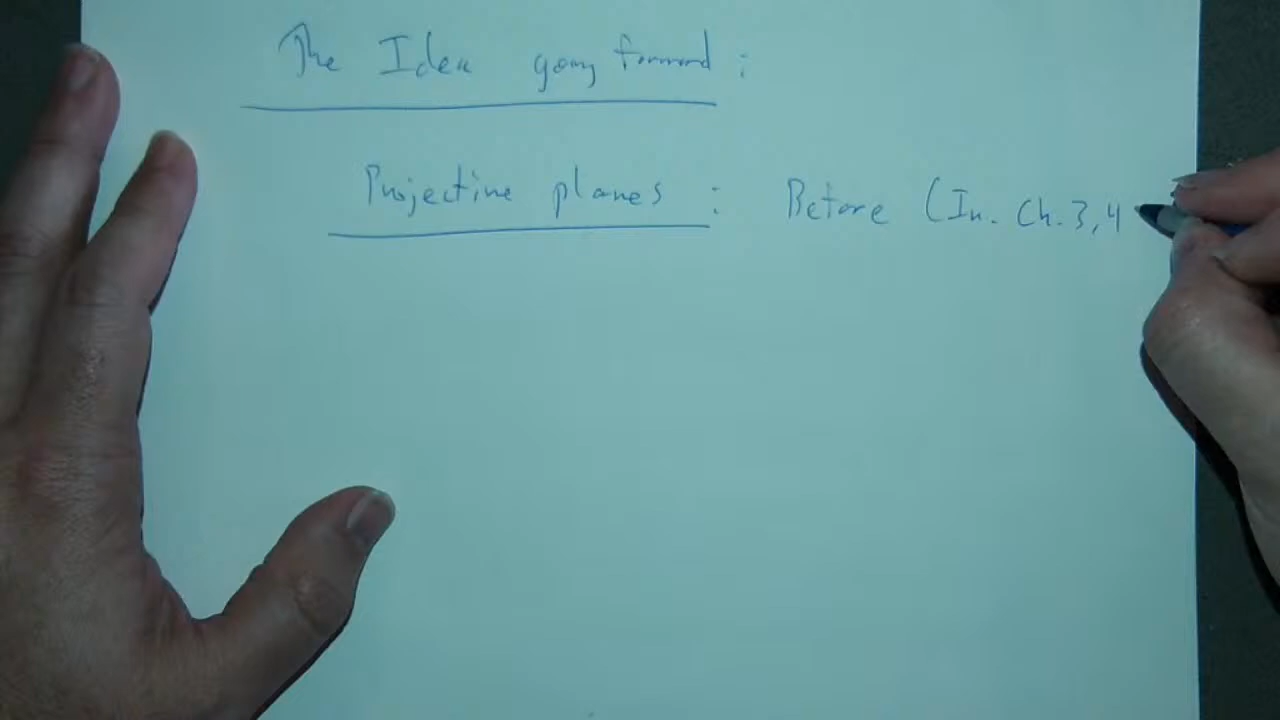 The Idea going forward :
Projective planes : Before (In. Ch. 3, 4